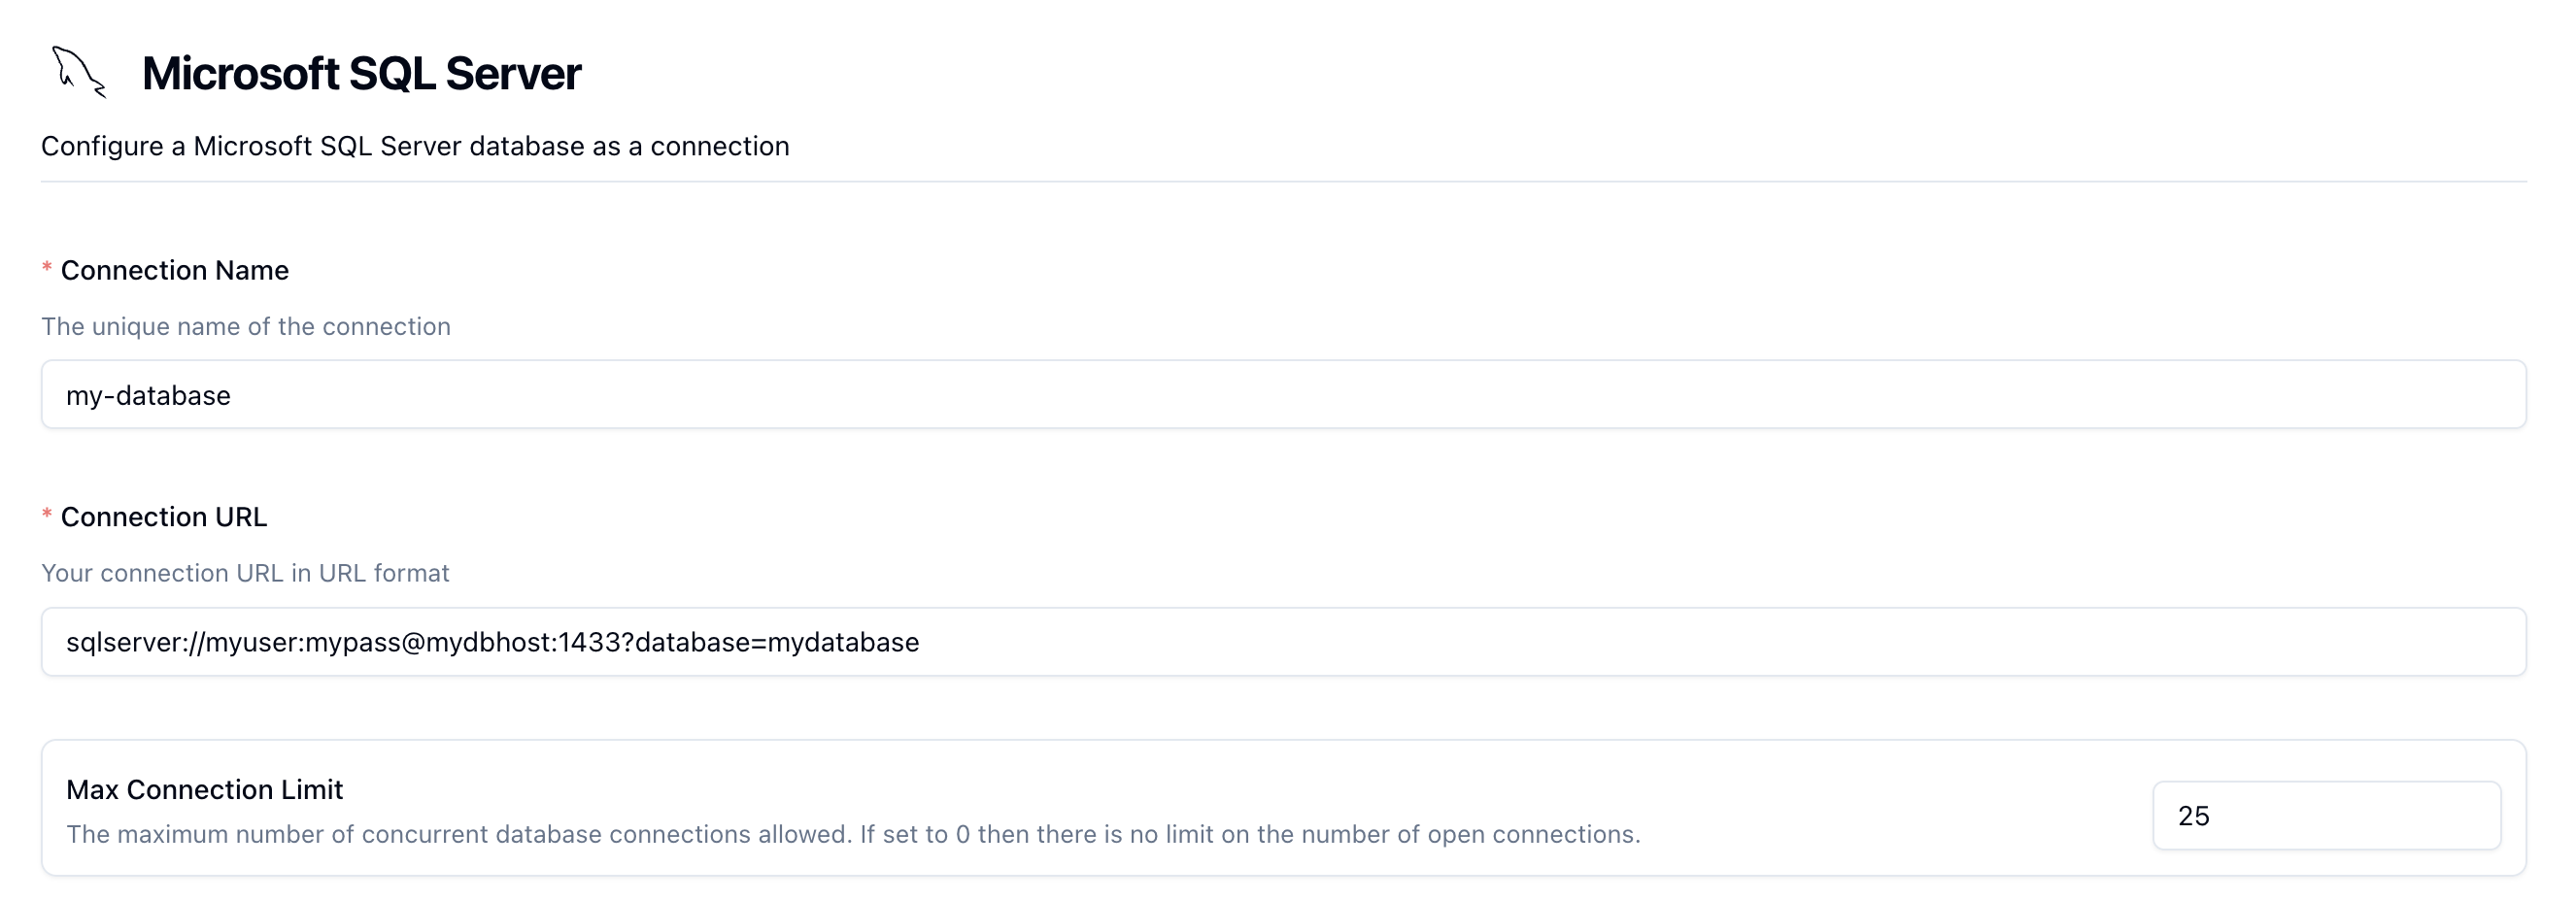 Microsoft SQL Server
Configure a Microsoft SQL Server database as a connection
* Connection Name
The unique name of the connection
my-database
* Connection URL
Your connection URL in URL format
sqlserver://myuser:mypass@mydbhost:1433?database=mydatabase
Max Connection Limit
The maximum number of concurrent database connections allowed. If set to 0 then there is no limit on the number of open connections.
25